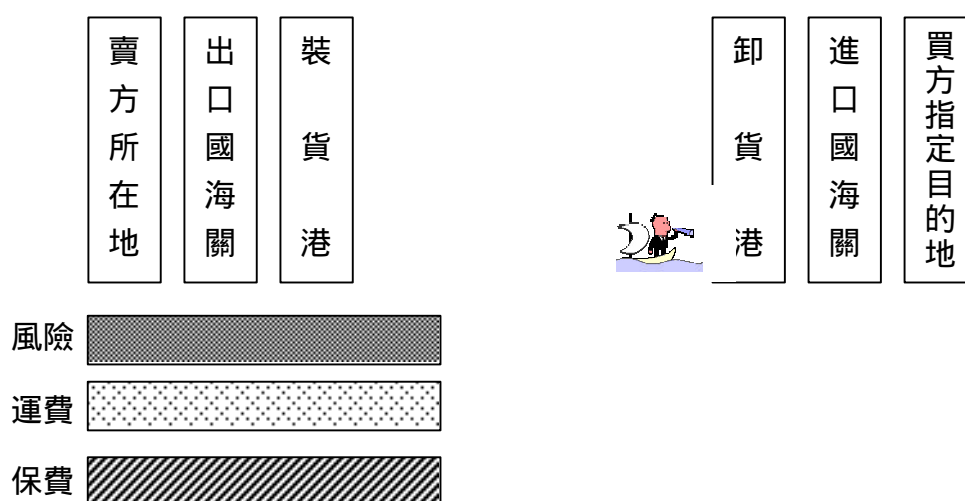 賣方所在地
出口國海關
裝貨港
卸貨港
進口國海關
買方指定目的地
風險
運費
保費